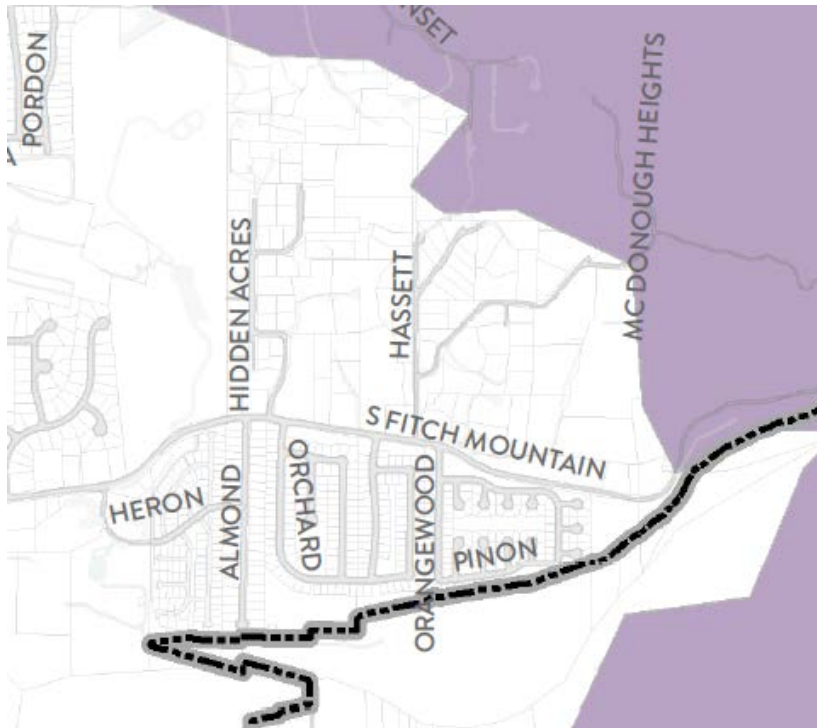 PORDON
MC DONOUGH HEIGHTS
HIDDEN ACRES
HASSETT
S FITCH MOUNTAIN
HERON
ALMOND
ORCHARD
ORANGEWOOD
PINON